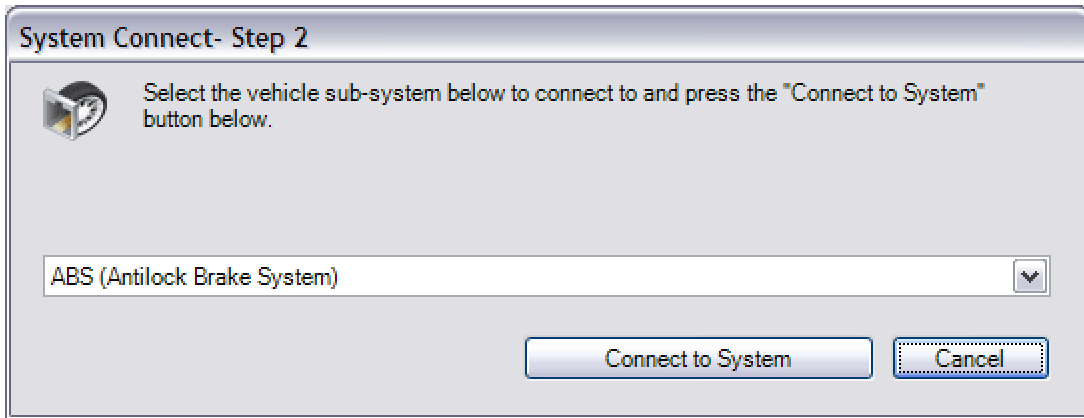 System Connect- Step 2
Select the vehicle sub-system below to connect to and press the "Connect to System"
button below.
ABS (Antilock Brake System)
Connect to System
Cancel